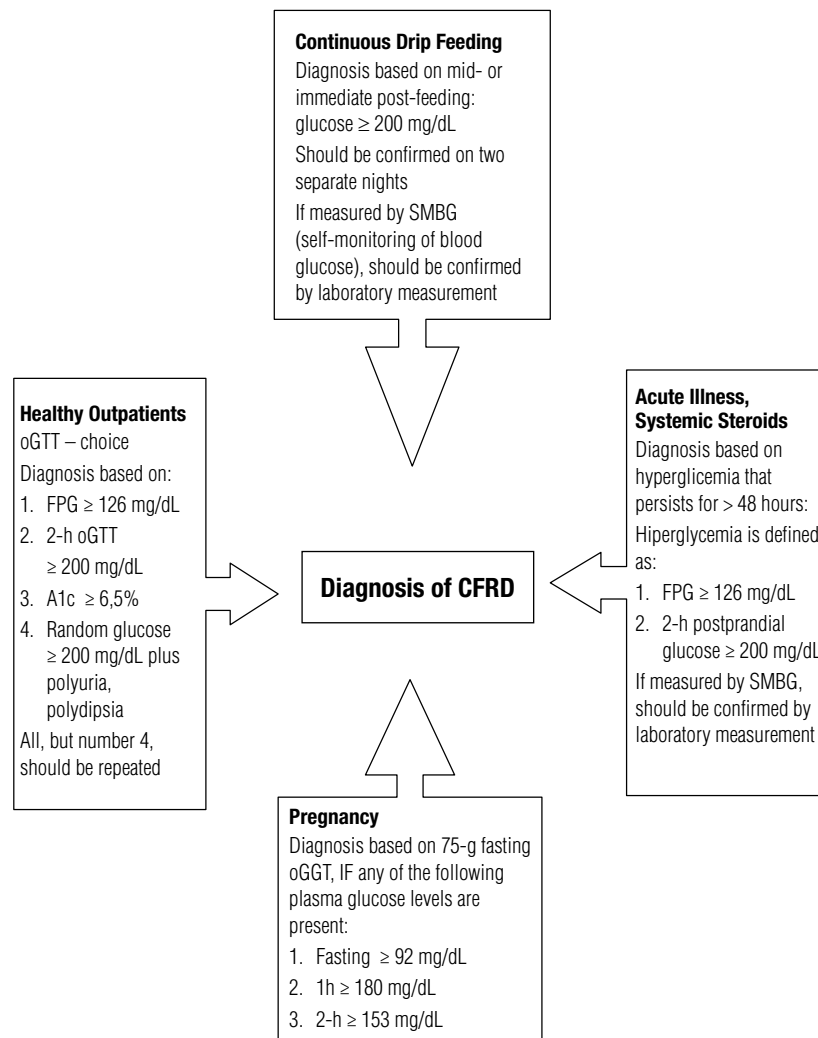 Continuous Drip Feeding
Diagnosis based on mid- or
immediate post-feeding:
glucose ≥ 200 mg/dL
Should be confirmed on two
separate nights
If measured by SMBG
(self-monitoring of blood
glucose), should be confirmed
by laboratory measurement
Healthy Outpatients
oGTT – choice
Diagnosis based on:
1. FPG ≥ 126 mg/dL
2. 2-h oGTT
≥ 200 mg/dL
3. A1c ≥ 6,5%
4. Random glucose
≥ 200 mg/dL plus
polyuria,
polydipsia
All, but number 4,
should be repeated
Diagnosis of CFRD
Acute Illness,
Systemic Steroids
Diagnosis based on
hyperglicemia that
persists for > 48 hours:
Hiperglycemia is defined
as:
1. FPG ≥ 126 mg/dL
2. 2-h postprandial
glucose ≥ 200 mg/dL
If measured by SMBG,
should be confirmed by
laboratory measurement
Pregnancy
Diagnosis based on 75-g fasting
oGGT, IF any of the following
plasma glucose levels are
present:
1. Fasting ≥ 92 mg/dL
2. 1h ≥ 180 mg/dL
3. 2-h ≥ 153 mg/dL